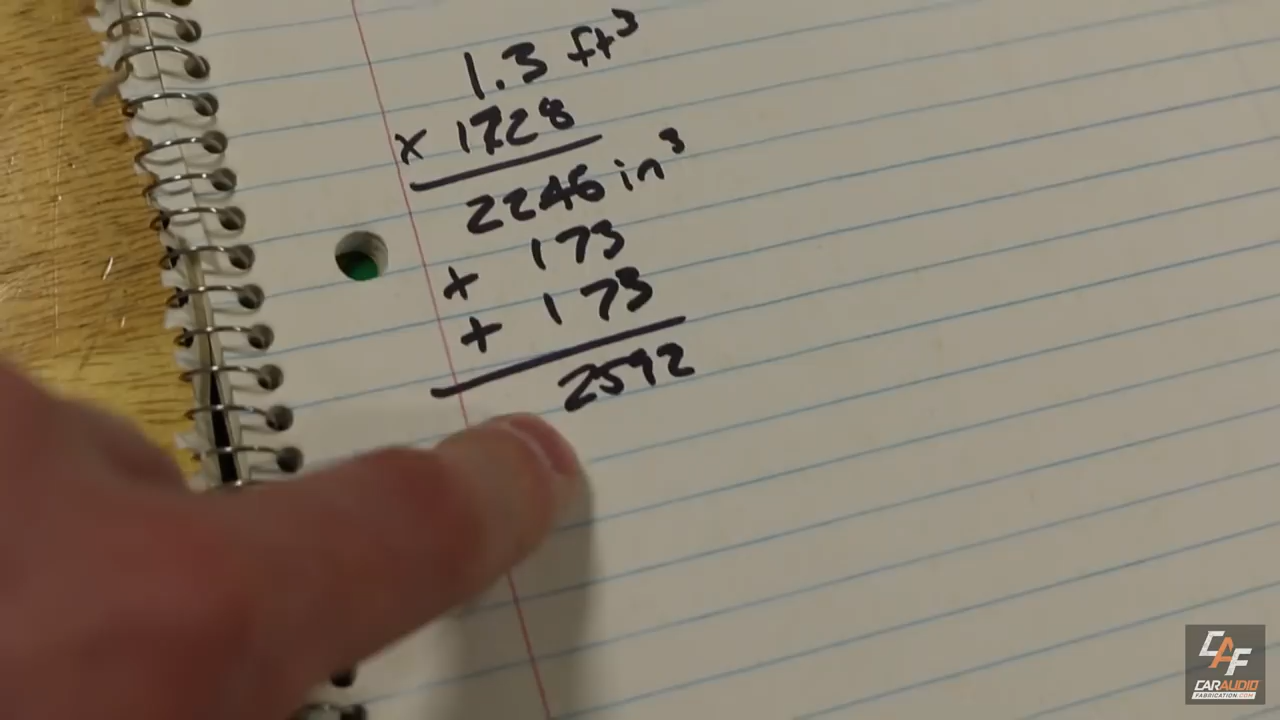 1.3 ft³
x 1728
2246 in³
+ 173
+ 173
2592
CAF
CARAUDIO
FABRICATION.COM